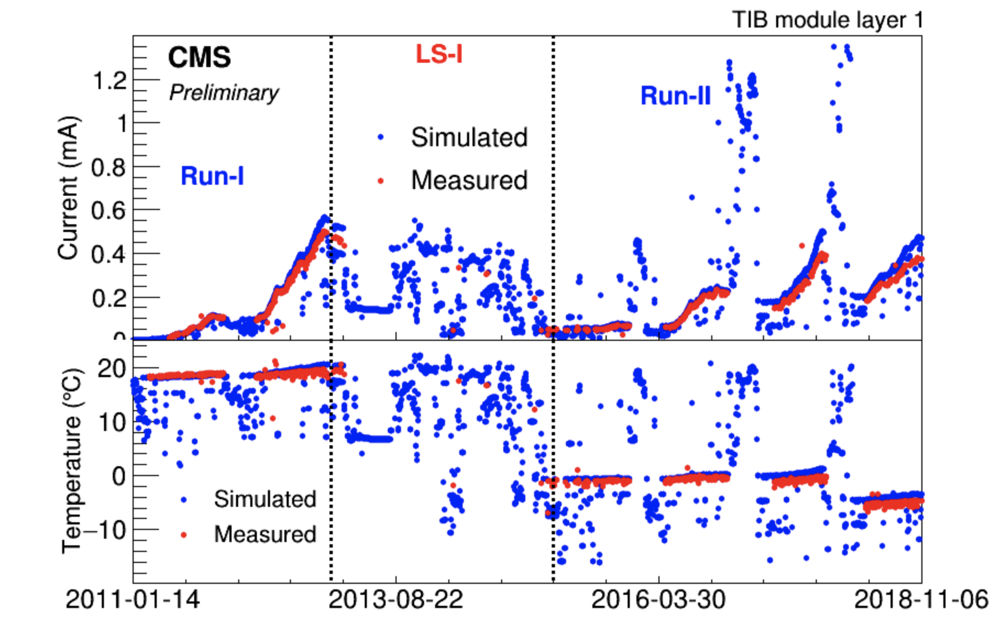 TIB module layer 1
CMS
Preliminary
LS-I
Run-I
Run-II
Simulated
Measured
Current (mA)
1.2
1
0.8
0.6
0.4
0.2
0
Temperature (°C)
20
10
0
−10
Simulated
Measured
2011-01-14
2013-08-22
2016-03-30
2018-11-06